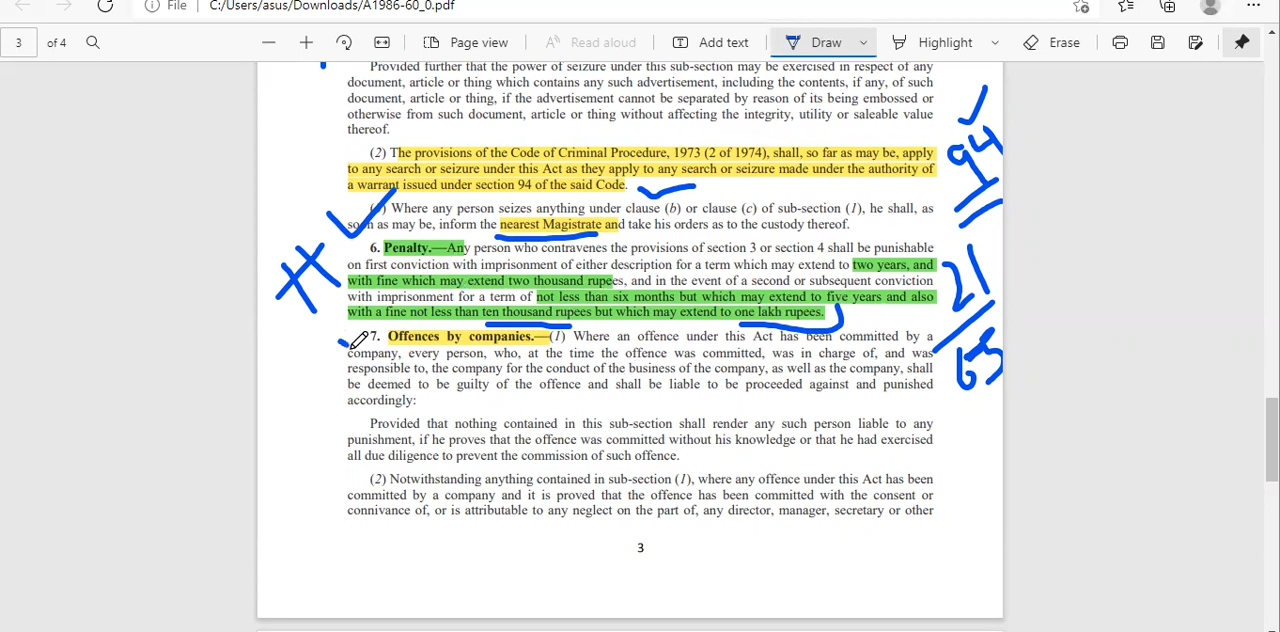 File
C:/Users/asus/Downloads/A1986-60_0.pdf
3 of 4 Page view Read aloud Add text Draw Highlight Erase
Provided further that the power of seizure under this sub-section may be exercised in respect of any
document, article or thing which contains any such advertisement, including the contents, if any, of such
document, article or thing, if the advertisement cannot be separated by reason of its being embossed or
otherwise from such document, article or thing without affecting the integrity, utility or saleable value
thereof.
(2) The provisions of the Code of Criminal Procedure, 1973 (2 of 1974), shall, so far as may be, apply
to any search or seizure under this Act as they apply to any search or seizure made under the authority of
a warrant issued under section 94 of the said Code.
94
Where any person seizes anything under clause (b) or clause (c) of sub-section (1), he shall, as
soon as may be, inform the nearest Magistrate and take his orders as to the custody thereof.
6. Penalty.—Any person who contravenes the provisions of section 3 or section 4 shall be punishable
on first conviction with imprisonment of either description for a term which may extend to two years, and
with fine which may extend two thousand rupees, and in the event of a second or subsequent conviction
with imprisonment for a term of not less than six months but which may extend to five years and also
with a fine not less than ten thousand rupees but which may extend to one lakh rupees.
7. Offences by companies.—(1) Where an offence under this Act has been committed by a
company, every person, who, at the time the offence was committed, was in charge of, and was
responsible to, the company for the conduct of the business of the company, as well as the company, shall
be deemed to be guilty of the offence and shall be liable to be proceeded against and punished
accordingly:
Provided that nothing contained in this sub-section shall render any such person liable to any
punishment, if he proves that the offence was committed without his knowledge or that he had exercised
all due diligence to prevent the commission of such offence.
(2) Notwithstanding anything contained in sub-section (1), where any offence under this Act has been
committed by a company and it is proved that the offence has been committed with the consent or
connivance of, or is attributable to any neglect on the part of, any director, manager, secretary or other
3